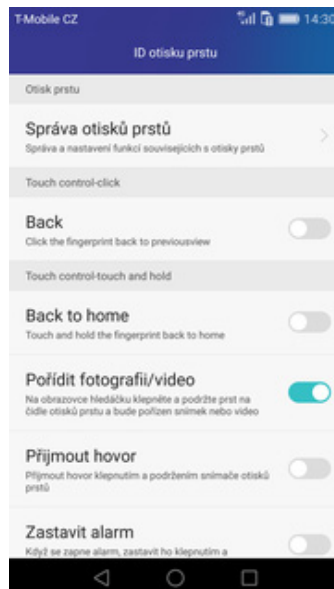 T-Mobile CZ 14:30
ID otisku prstu
Otisk prstu
Správa otisků prstů
Správa a nastavení funkcí souvisejících s otisky prstů
Touch control-click
Back
Click the fingerprint back to previousview
Touch control-touch and hold
Back to home
Touch and hold the fingerprint back to home
Pořídit fotografii/video
Na obrazovce hledáčku klepněte a podržte prst na
čidle otisků prstu a bude pořízen snímek nebo video
Přijmout hovor
Přijmout hovor klepnutím a podržením snímače otisků
prstů
Zastavit alarm
Když se zapne alarm, zastavit ho klepnutím a